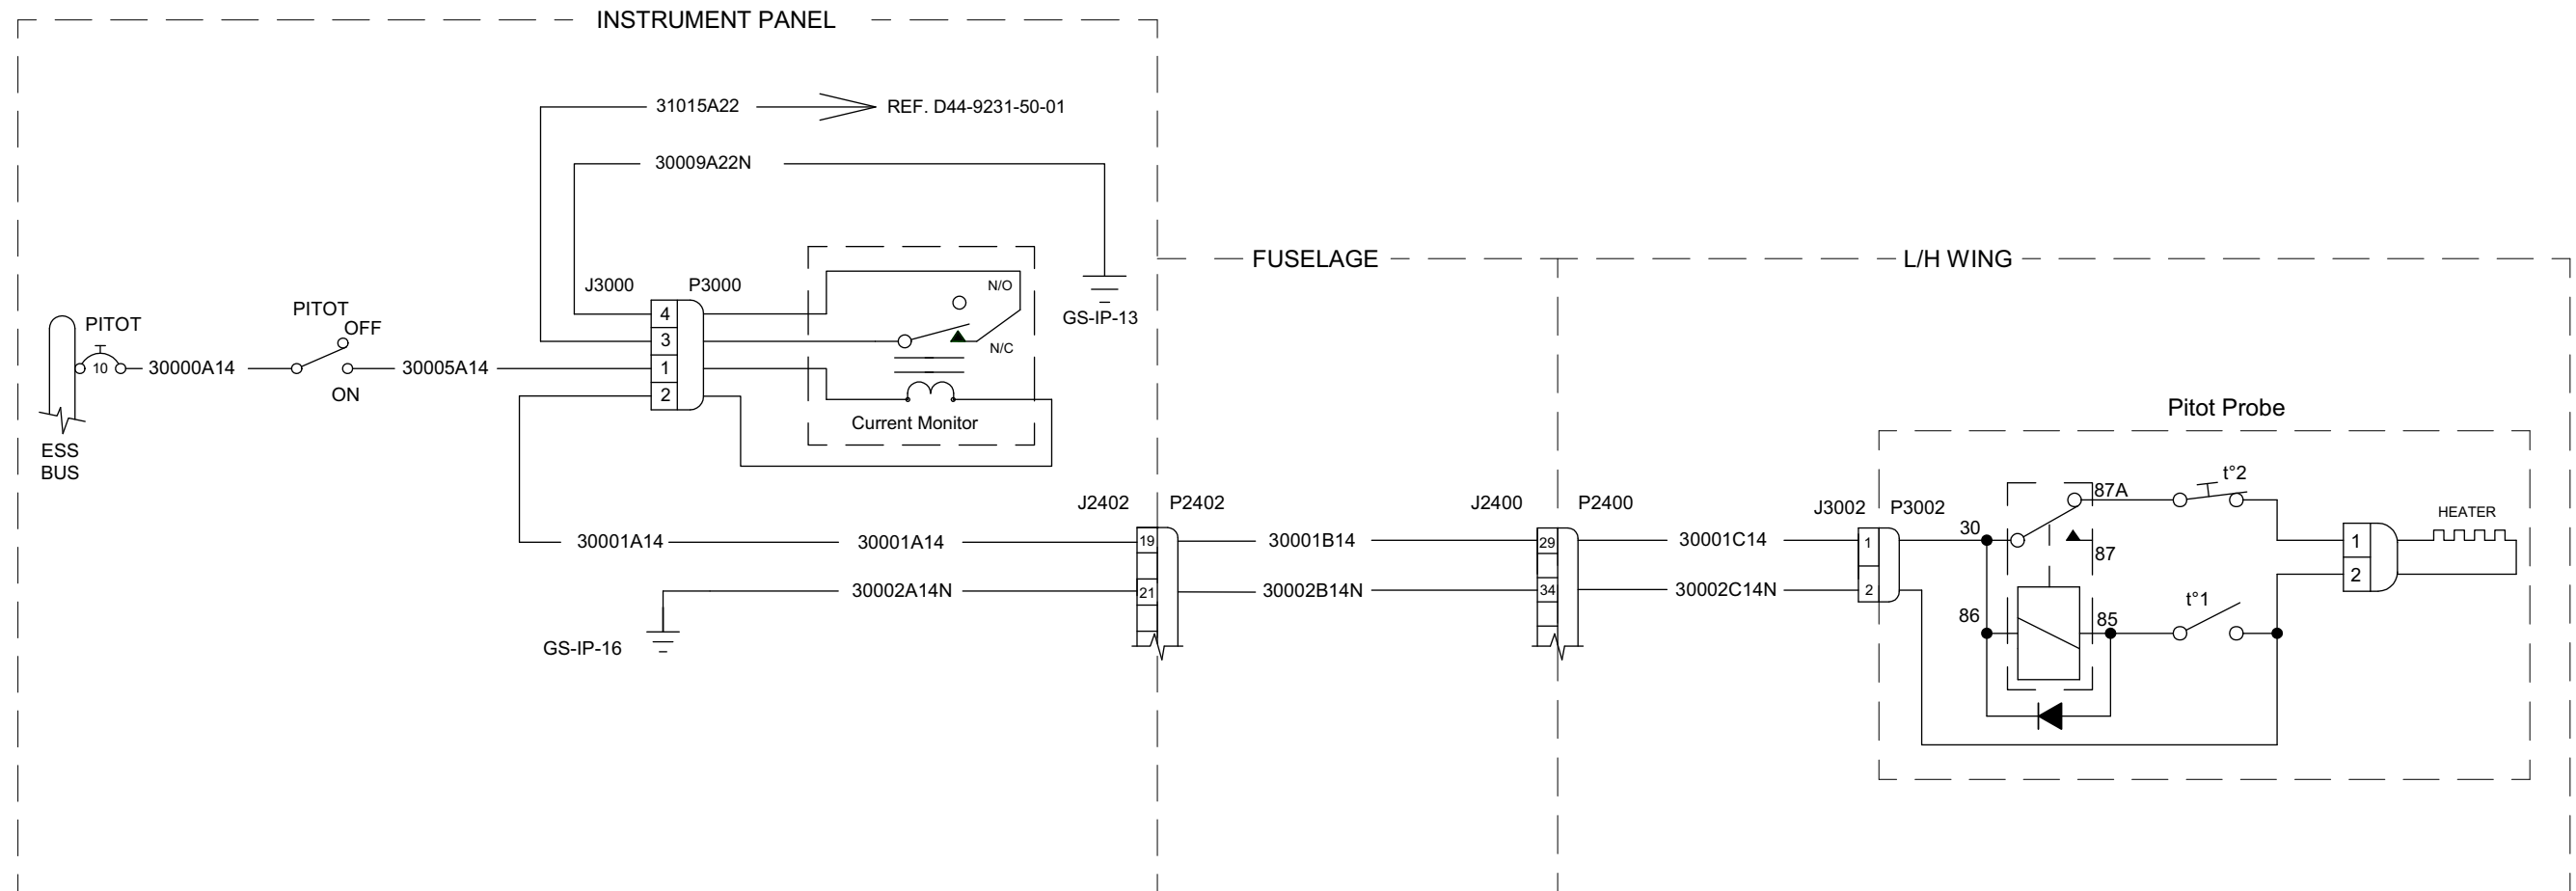 INSTRUMENT PANEL
31015A22
REF. D44-9231-50-01
30009A22N
FUSELAGE
L/H WING
J3000
P3000
N/O
N/C
GS-IP-13
4
3
1
2
Current Monitor
PITOT
10
30000A14
PITOT
OFF
ON
30005A14
ESS
BUS
J2402
P2402
J2400
P2400
J3002
P3002
30001A14
30001A14
19
30001B14
29
30001C14
1
30002A14N
21
30002B14N
34
30002C14N
2
GS-IP-16
Pitot Probe
t°2
87A
30
87
HEATER
1
2
86
85
t°1